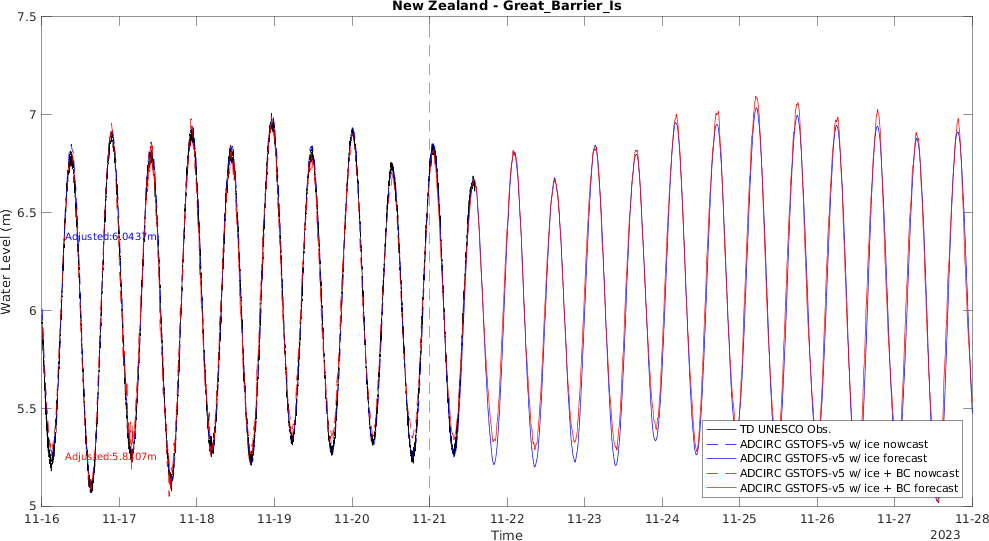 New Zealand - Great_Barrier_Is
7.5
7
6.5
6
5.5
5
Water Level (m)
Adjusted:6.0437m
TD UNESCO Obs.
ADCIRC GSTOFS-v5 w/ ice nowcast
ADCIRC GSTOFS-v5 w/ ice forecast
ADCIRC GSTOFS-v5 w/ ice + BC nowcast
ADCIRC GSTOFS-v5 w/ ice + BC forecast
11-16 11-17 11-18 11-19 11-20 11-21 11-22 11-23 11-24 11-25 11-26 11-27 11-28
Time
2023